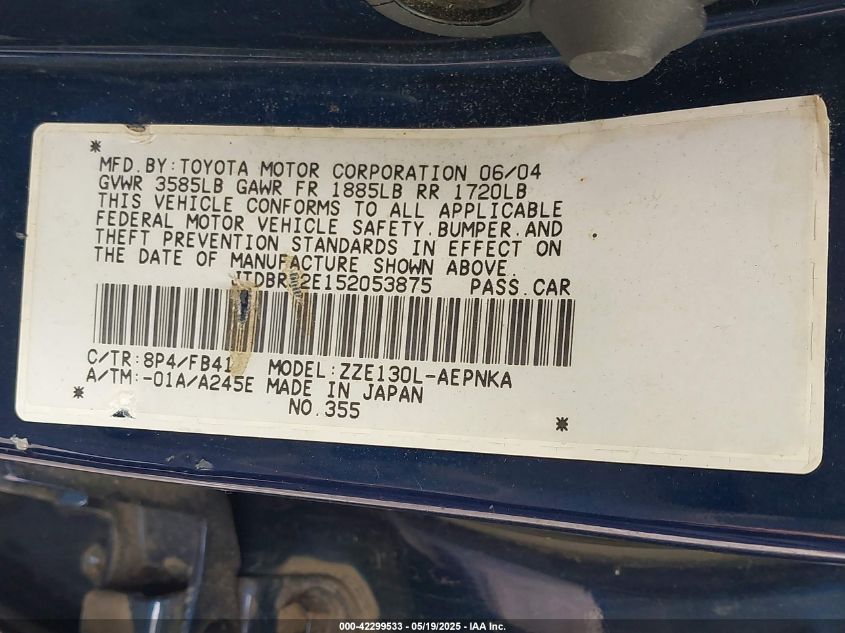 *
MFD.BY:TOYOTA MOTOR CORPORATION 06/04
GVWR 3585LB GAWR FR 1885LB RR 1720LB
THIS VEHICLE CONFORMS TO ALL APPLICABLE
FEDERAL MOTOR VEHICLE SAFETY.BUMPER.AND
THEFT PREVENTION STANDARDS IN EFFECT ON
THE DATE OF MANUFACTURE SHOWN ABOVE.
PASS.CAR
C/TR:8P4/FB41 MODEL:ZZE130L-AEPNKA
A/TM:-01A/A245E MADE IN JAPAN
* NO.355 *
000-42299533 - 05/19/2025 - IAA Inc.